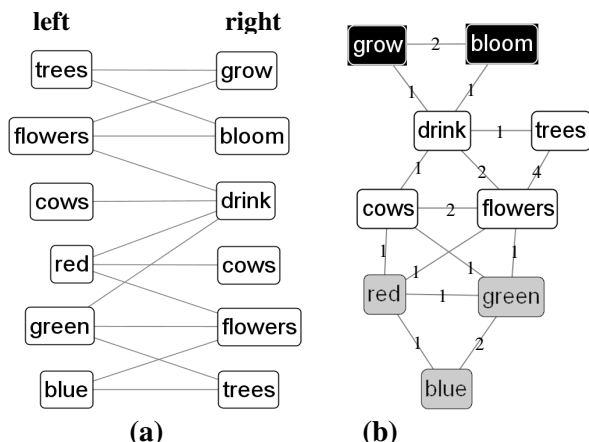 left
right
trees
grow
flowers
bloom
cows
drink
red
cows
green
flowers
blue
trees
(a)
grow
2
bloom
1
1
drink
1
trees
1
2
4
cows
2
flowers
1
1
1
1
red
1
green
1
2
blue
(b)